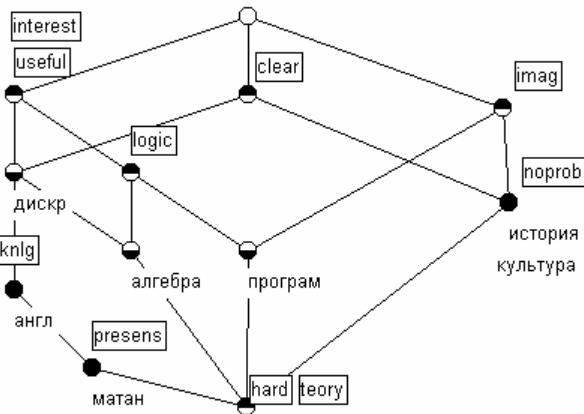 interest
useful
clear
imag
logic
noprob
дискр
knlg
история
культура
алгебра
програм
англ
presens
матан
hard
teory